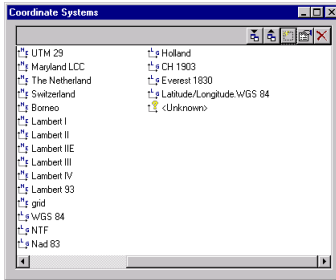 Coordinate Systems
UTM 29
Maryland LCC
The Netherland
Switzerland
Borneo
Lambert I
Lambert II
Lambert IIE
Lambert III
Lambert IV
Lambert 93
grid
WGS 84
NTF
Nad 83
Holland
CH 1903
Everest 1830
Latitude/Longitude.WGS 84
<Unknown>